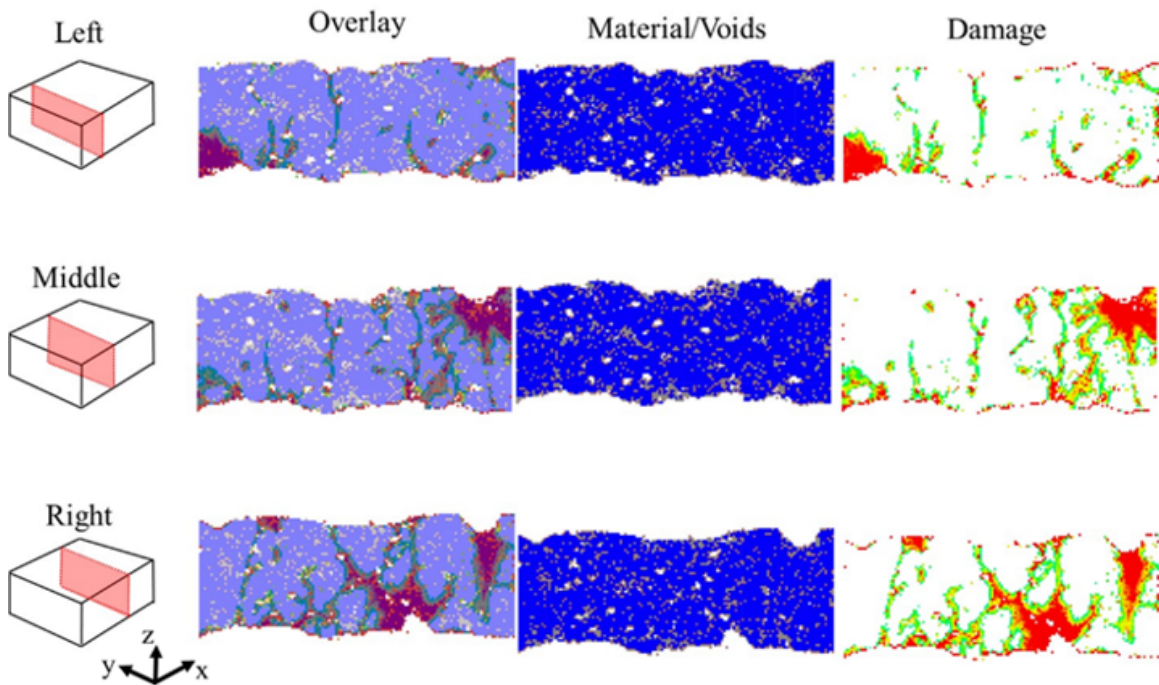 Left
Overlay
Material/Voids
Damage
Middle
Right
z
y
x